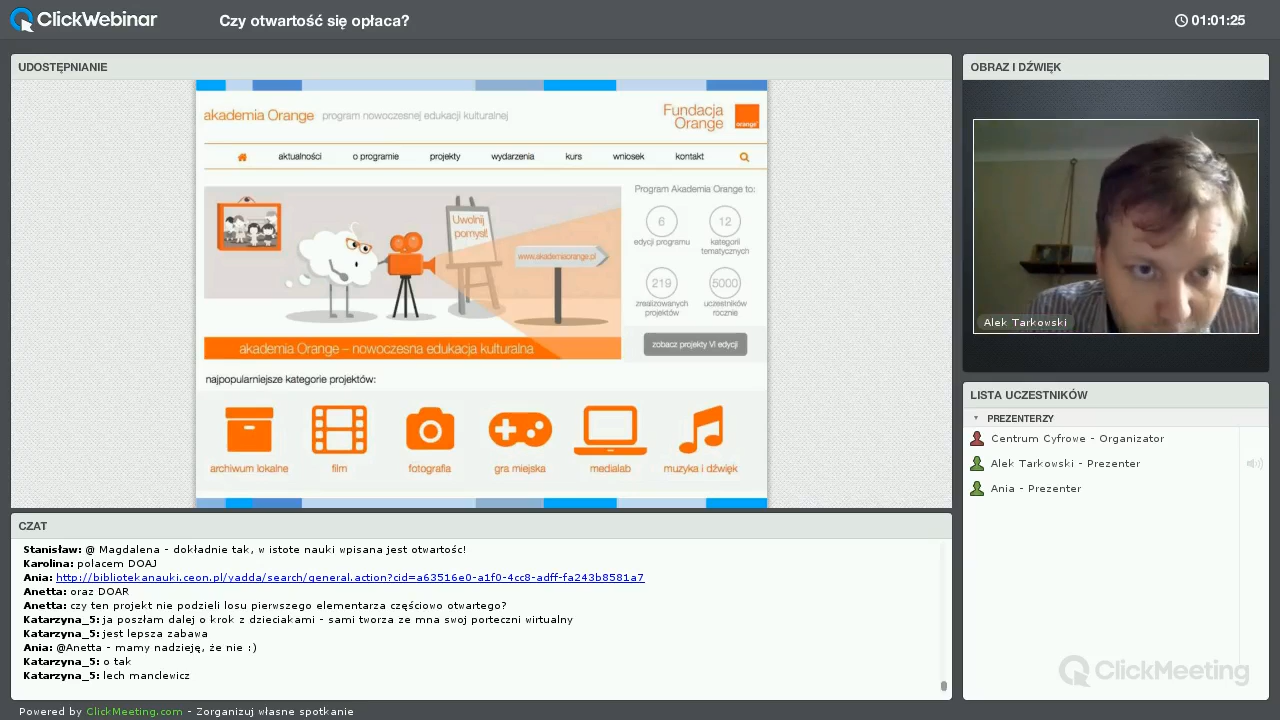 ClickWebinar
Czy otwartość się opłaca?
01:01:25
UDOSTĘPNIANIE
akademia Orange program nowoczesnej edukacji kulturalnej
Fundacja
Orange
orange
aktualności o programie projekty wydarzenia kurs wniosek kontakt
Uwolnij
pomysł!
www.akademiaorange.pl
akademia Orange – nowoczesna edukacja kulturalna
Program Akademia Orange to:
6
edycji programu
12
kategorii
tematycznych
219
zrealizowanych
projektów
5000
uczestników
rocznie
zobacz projekty VI edycji
najpopularniejsze kategorie projektów:
archiwum lokalne film fotografia gra miejska medialab muzyka i dźwięk
OBRAZ I DŹWIĘK
Alek Tarkowski
LISTA UCZESTNIKÓW
PREZENTERZY
Centrum Cyfrowe - Organizator
Alek Tarkowski - Prezenter
Ania - Prezenter
ClickMeeting
CZAT
Stanisław: @ Magdalena - dokładnie tak, w istote nauki wpisana jest otwartośc!
Karolina: polacem DOAJ
Ania: http://bibliotekanauki.ceon.pl/yadda/search/general.action?cid=a63516e0-a1f0-4cc8-adff-fa243b8581a7
Anetta: oraz DOAR
Anetta: czy ten projekt nie podzieli losu pierwszego elementarza częściowo otwartego?
Katarzyna_5: ja poszłam dalej o krok z dzieciakami - sami tworza ze mna swoj porteczni wirtualny
Katarzyna_5: jest lepsza zabawa
Ania: @Anetta - mamy nadzieję, że nie :)
Katarzyna_5: o tak
Katarzyna_5: lech manclewicz
Powered by ClickMeeting.com - Zorganizuj własne spotkanie